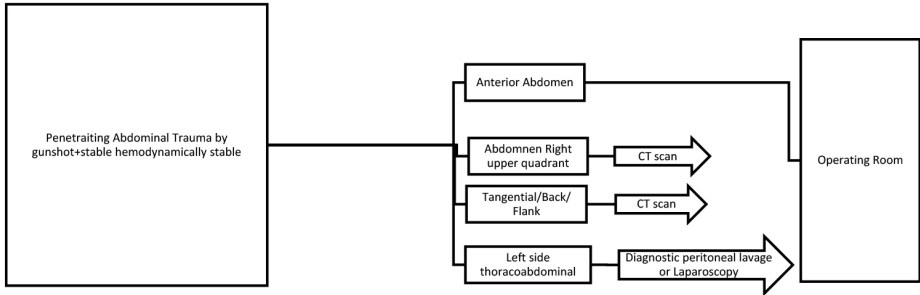 Penetraiting Abdominal Trauma by
gunshot+stable hemodynamically stable
Anterior Abdomen
Abdomnen Right
upper quadrant
CT scan
Tangential/Back/
Flank
CT scan
Left side
thoracoabdominal
Diagnostic peritoneal lavage
or Laparoscopy
Operating Room